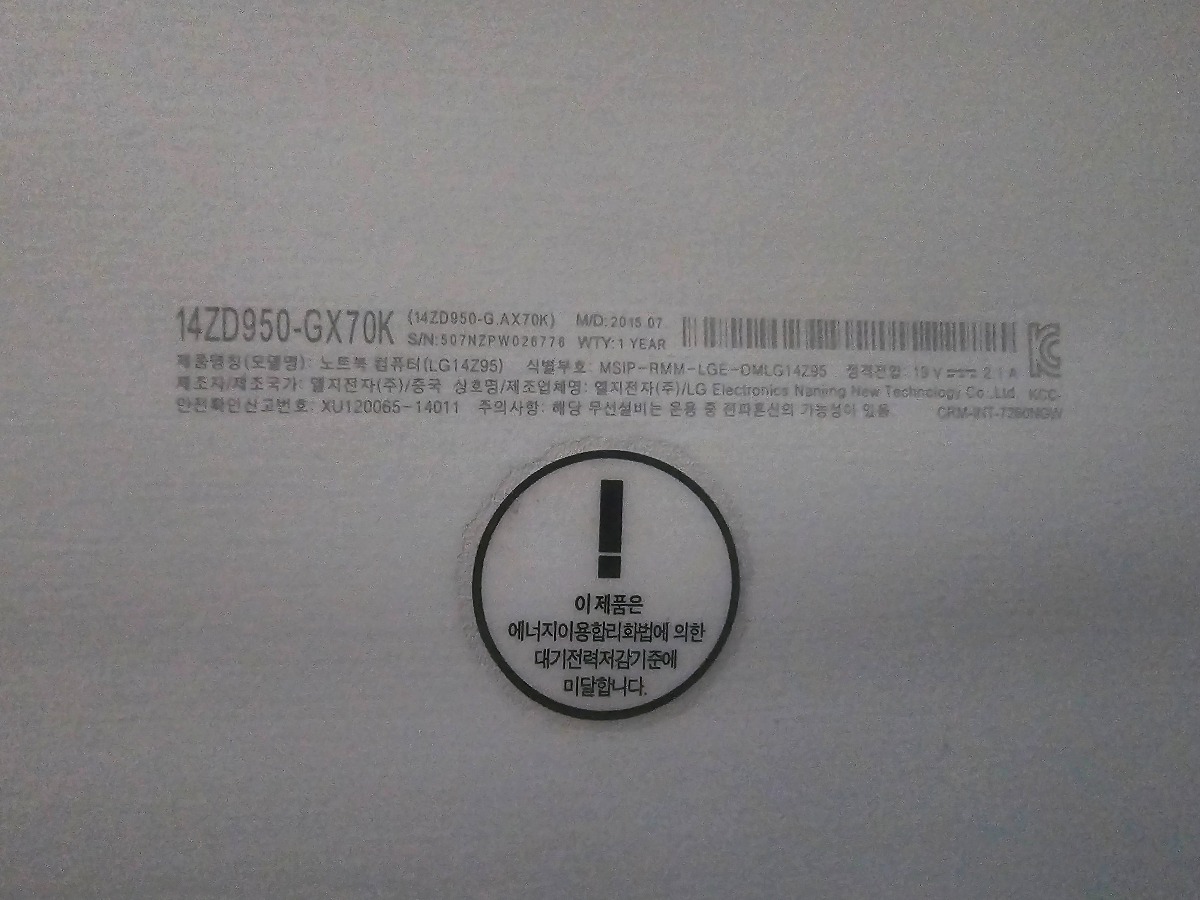 14ZD950-GX70K (14ZD950-G.AX70K) M/D: 2015.07.
S/N:507NZPW026776 WTY:1 YEAR
제품명칭(모델명): 노트북 컴퓨터(LG14Z95) 식별부호: MSIP-RMM-LGE-OMLG14Z95 정격전압: 19 V 2.1 A
제조자/제조국가: 엘지전자(주)/중국 상호명/제조업체명: 엘지전자(주)/LG Electronics Nanjing New Technology Co.,Ltd. KCC-
안전확인신고번호: XU120065-14011 주의사항: 해당 무선설비는 운용 중 전파혼신의 가능성이 있음 CRM-INT-7260NGW
이 제품은
에너지이용합리화법에 의한
대기전력저감기준에
미달합니다.